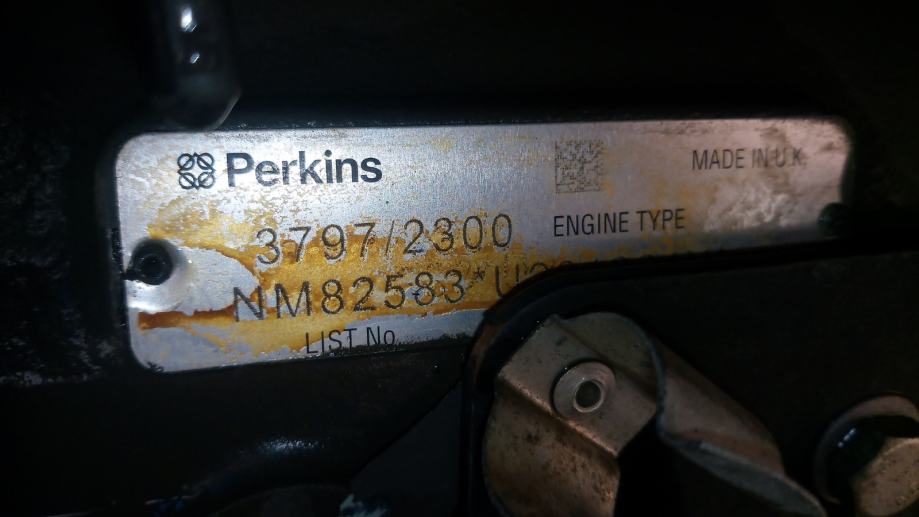 Perkins
MADE IN U.K.
3797/2300
ENGINE TYPE
NM82583*U
LIST No.